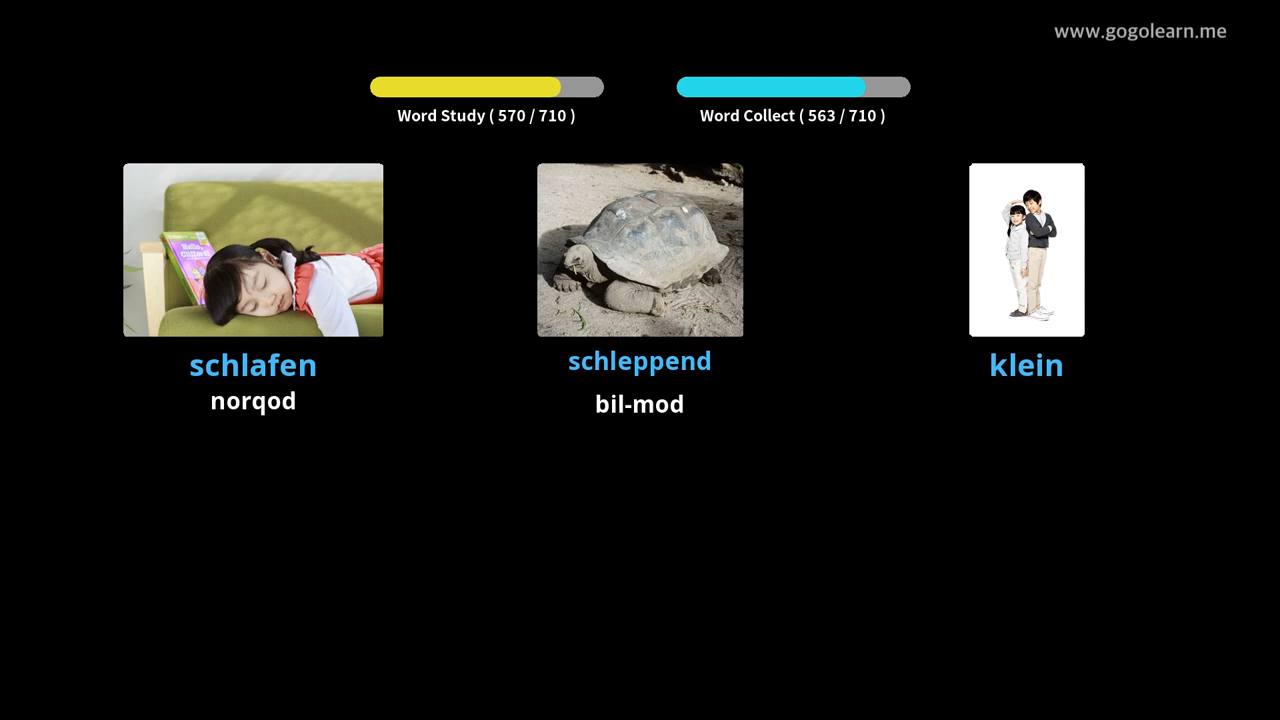 www.gogolearn.me
Word Study ( 570 / 710 )
Word Collect ( 563 / 710 )
schlafen
norqod
schleppend
bil-mod
klein